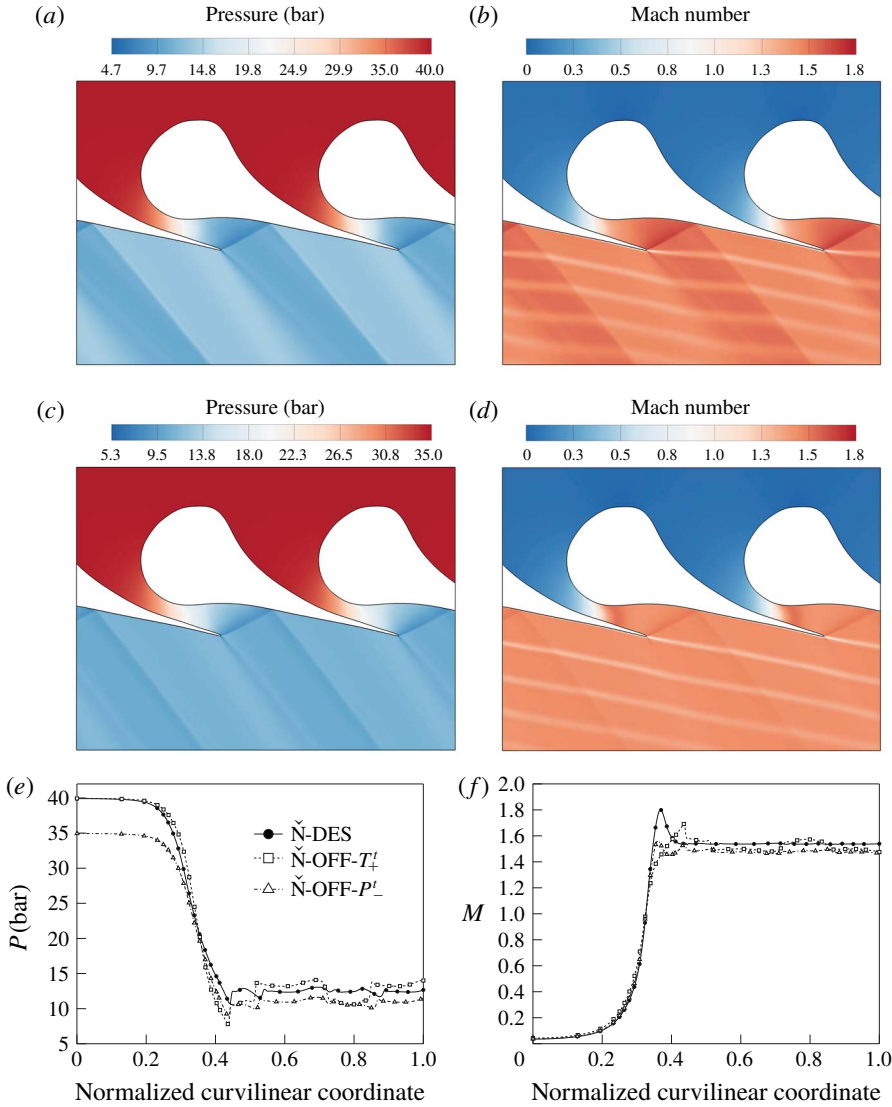 (a) Pressure (bar)
4.7 9.7 14.8 19.8 24.9 29.9 35.0 40.0
(b) Mach number
0 0.3 0.5 0.8 1.0 1.3 1.5 1.8
(c) Pressure (bar)
5.3 9.5 13.8 18.0 22.3 26.5 30.8 35.0
(d) Mach number
0 0.3 0.5 0.8 1.0 1.3 1.5 1.8
(e)
40
35
30
25
20
15
10
5
P (bar)
Ň-DES
Ň-OFF-Tᵗ₊
Ň-OFF-Pᵗ₋
0 0.2 0.4 0.6 0.8 1.0
Normalized curvilinear coordinate
(f)
2.0
1.8
1.6
1.4
1.2
1.0
0.8
0.6
0.4
0.2
M
0 0.2 0.4 0.6 0.8 1.0
Normalized curvilinear coordinate